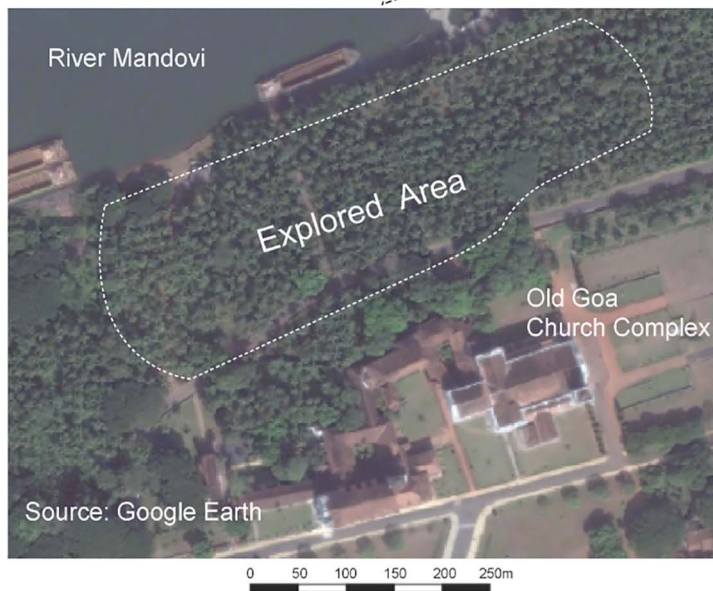 River Mandovi
Explored Area
Old Goa
Church Complex
Source: Google Earth
0 50 100 150 200 250m